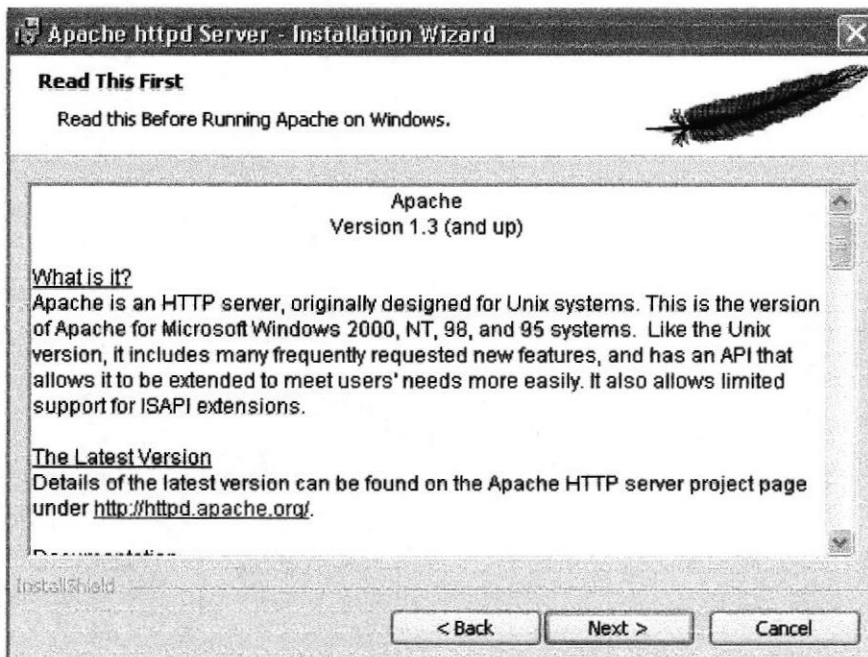 Apache httpd Server - Installation Wizard
Read This First
Read this Before Running Apache on Windows.
Apache
Version 1.3 (and up)
What is it?
Apache is an HTTP server, originally designed for Unix systems. This is the version
of Apache for Microsoft Windows 2000, NT, 98, and 95 systems. Like the Unix
version, it includes many frequently requested new features, and has an API that
allows it to be extended to meet users' needs more easily. It also allows limited
support for ISAPI extensions.
The Latest Version
Details of the latest version can be found on the Apache HTTP server project page
under http://httpd.apache.org/.
Documentation
InstallShield
< Back
Next >
Cancel